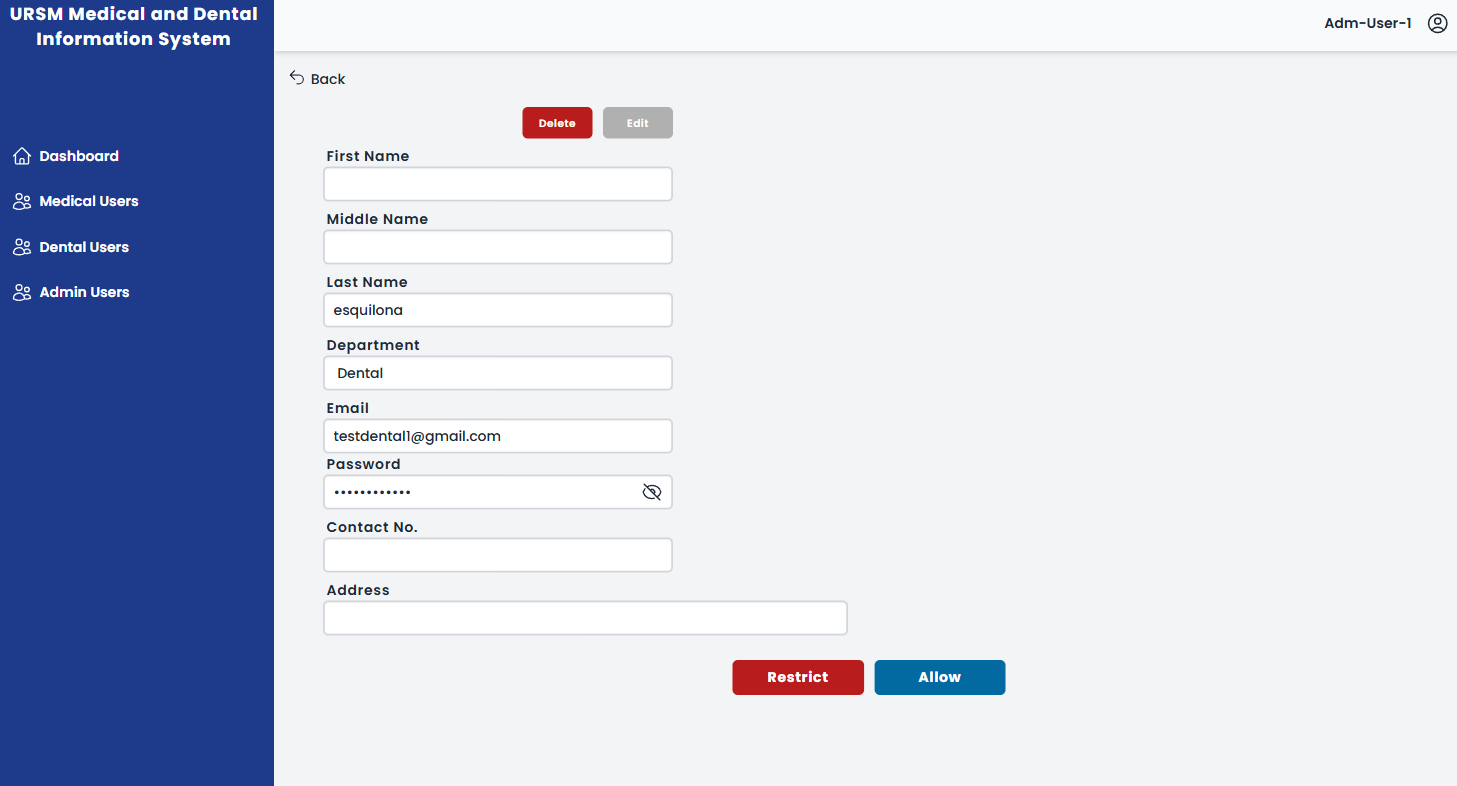 URSM Medical and Dental
Information System
Adm-User-1
Dashboard
Medical Users
Dental Users
Admin Users
Back
Delete
Edit
First Name
Middle Name
Last Name
esquilona
Department
Dental
Email
testdental1@gmail.com
Password
••••••••••••
Contact No.
Address
Restrict
Allow